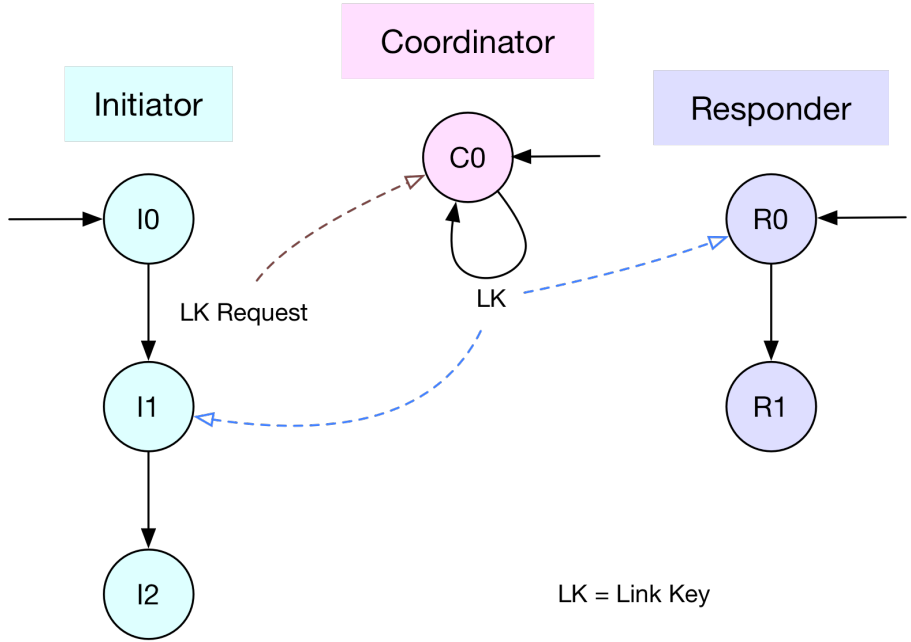 Coordinator
Initiator
Responder
C0
I0
R0
LK Request
LK
I1
R1
I2
LK = Link Key